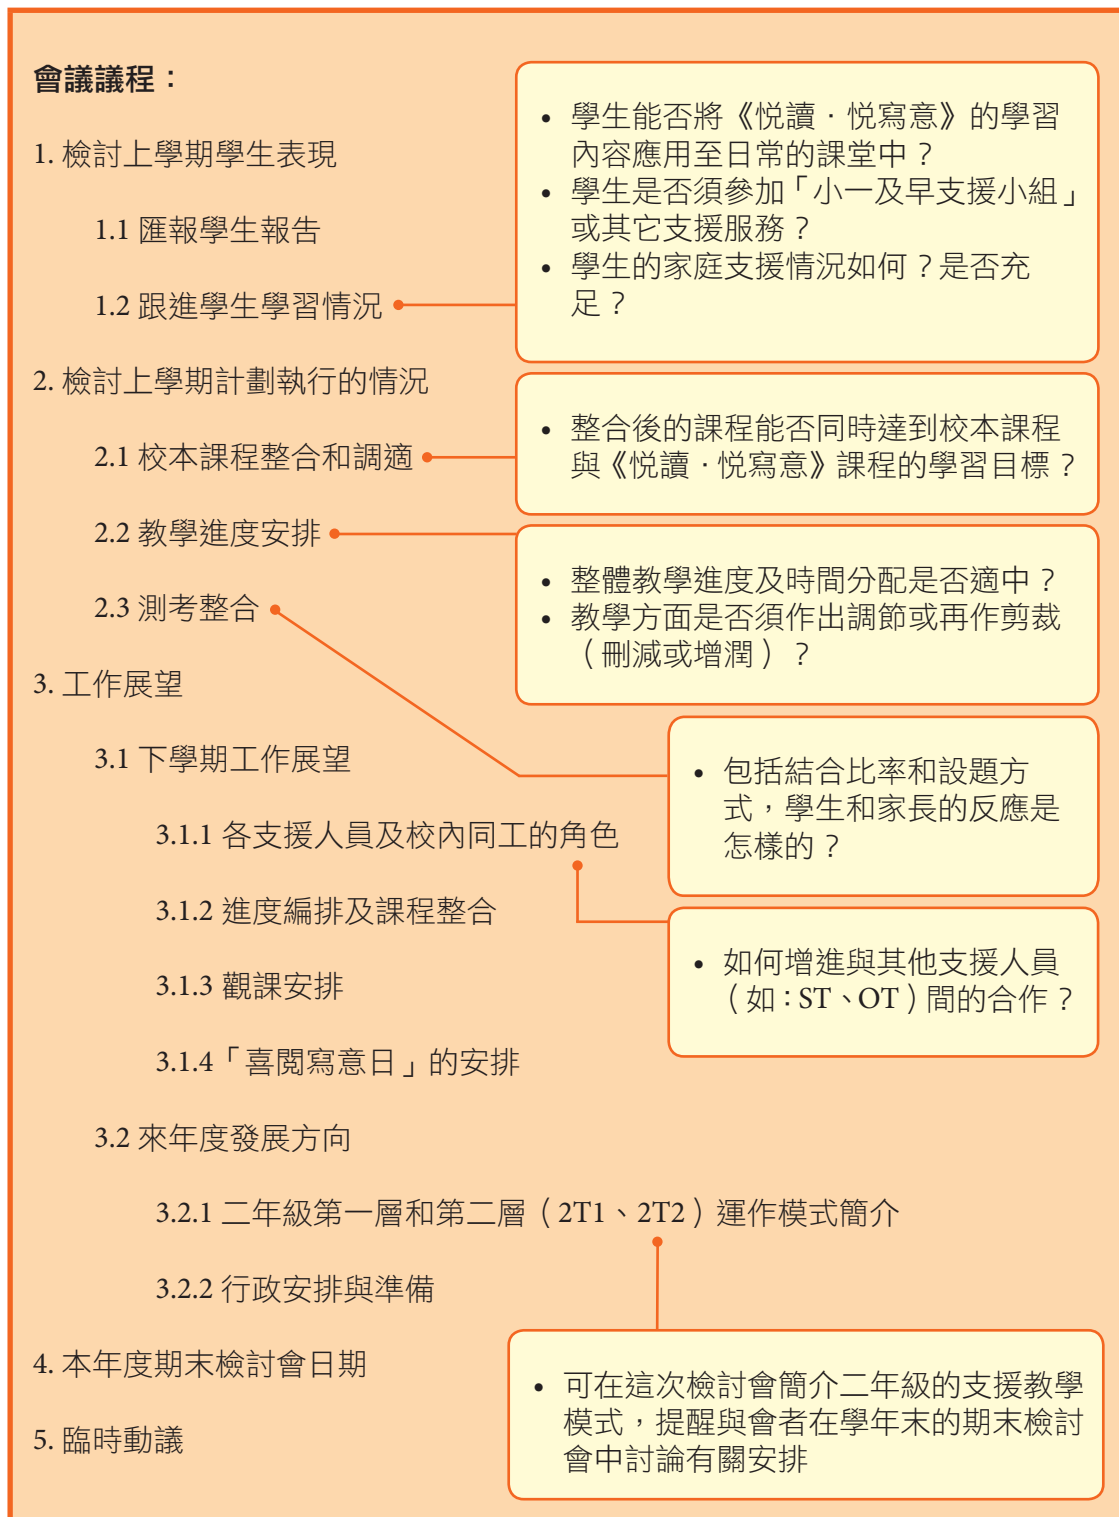 會議議程：
1. 檢討上學期學生表現
1.1 匯報學生報告
1.2 跟進學生學習情況
• 學生能否將《悦讀．悦寫意》的學習
內容應用至日常的課堂中？
• 學生是否須參加「小一及早支援小組」
或其它支援服務？
• 學生的家庭支援情況如何？是否充
足？
2. 檢討上學期計劃執行的情況
2.1 校本課程整合和調適
• 整合後的課程能否同時達到校本課程
與《悦讀．悦寫意》課程的學習目標？
2.2 教學進度安排
• 整體教學進度及時間分配是否適中？
• 教學方面是否須作出調節或再作剪裁
（刪減或增潤）？
2.3 測考整合
• 包括結合比率和設題方
式，學生和家長的反應是
怎樣的？
3. 工作展望
3.1 下學期工作展望
3.1.1 各支援人員及校內同工的角色
• 如何增進與其他支援人員
（如：ST、OT）間的合作？
3.1.2 進度編排及課程整合
3.1.3 觀課安排
3.1.4「喜閱寫意日」的安排
3.2 來年度發展方向
3.2.1 二年級第一層和第二層（2T1、2T2）運作模式簡介
• 可在這次檢討會簡介二年級的支援教學
模式，提醒與會者在學年末的期末檢討
會中討論有關安排
3.2.2 行政安排與準備
4. 本年度期末檢討會日期
5. 臨時動議